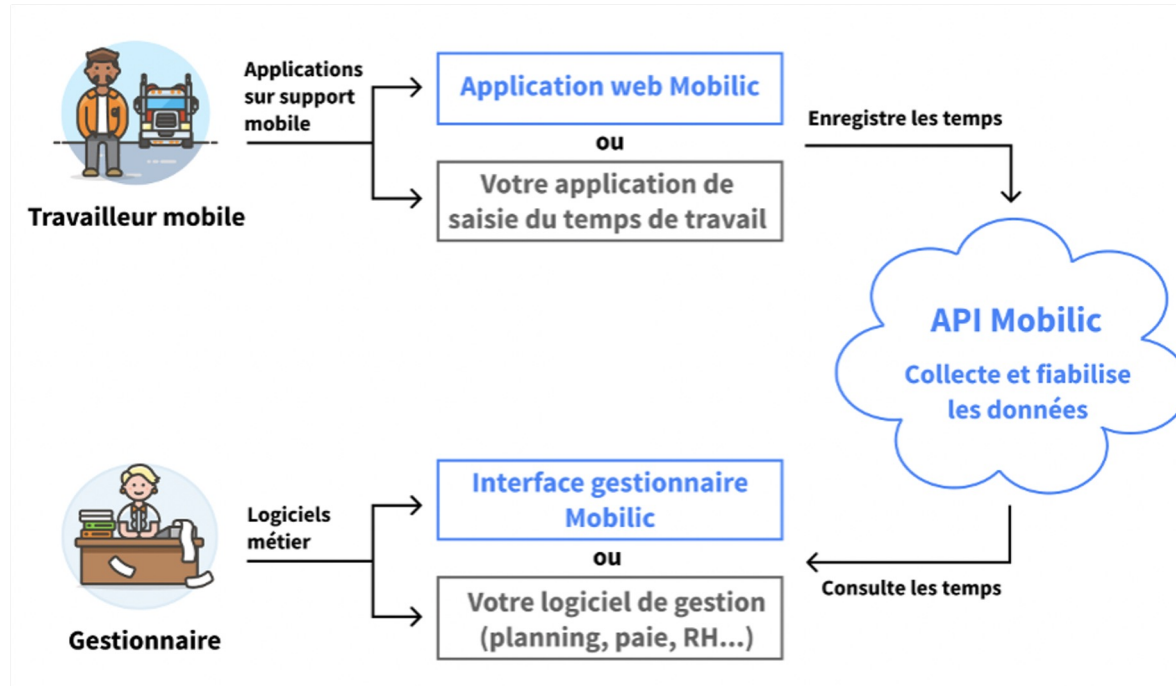 Applications
sur support
mobile
Travailleur mobile
Application web Mobilic
ou
Votre application de
saisie du temps de travail
Enregistre les temps
API Mobilic
Collecte et fiabilise
les données
Gestionnaire
Logiciels
métier
Interface gestionnaire
Mobilic
ou
Votre logiciel de gestion
(planning, paie, RH...)
Consulte les temps